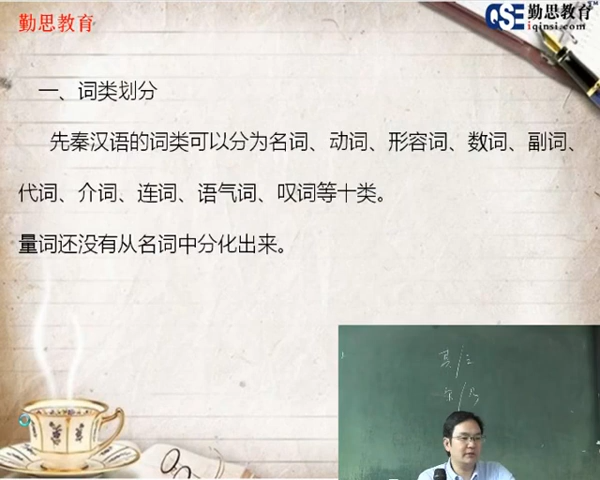 勤思教育
QSE 勤思教育 TM
iqinsi.com
一、词类划分
先秦汉语的词类可以分为名词、动词、形容词、数词、副词、
代词、介词、连词、语气词、叹词等十类。
量词还没有从名词中分化出来。